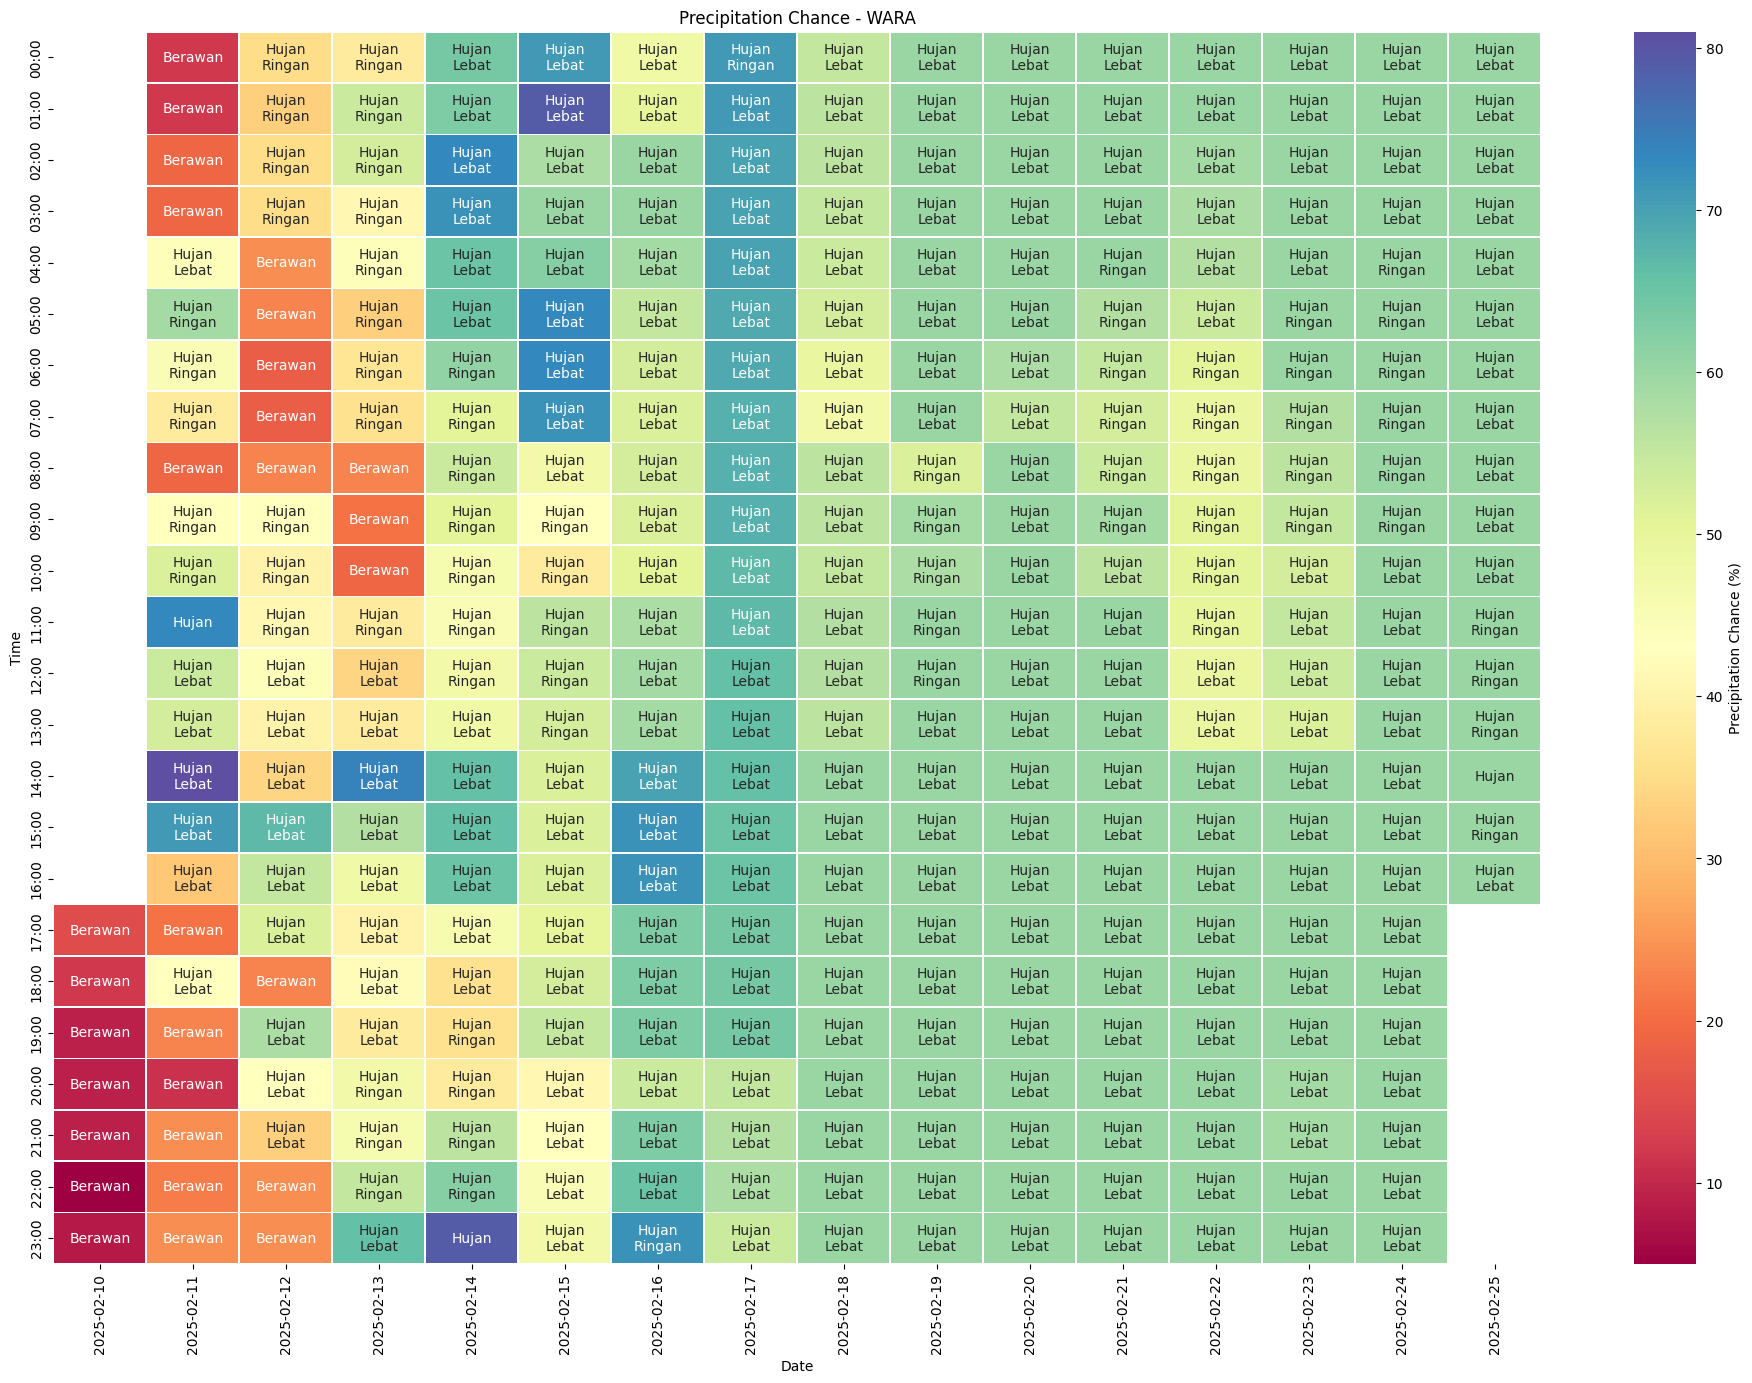 Precipitation Chance - WARA
00:00 Berawan Hujan Ringan Hujan Ringan Hujan Lebat Hujan Lebat Hujan Lebat Hujan Ringan Hujan Lebat Hujan Lebat Hujan Lebat Hujan Lebat Hujan Lebat Hujan Lebat Hujan Lebat Hujan Lebat
01:00 Berawan Hujan Ringan Hujan Ringan Hujan Lebat Hujan Lebat Hujan Lebat Hujan Lebat Hujan Lebat Hujan Lebat Hujan Lebat Hujan Lebat Hujan Lebat Hujan Lebat Hujan Lebat Hujan Lebat
02:00 Berawan Hujan Ringan Hujan Ringan Hujan Lebat Hujan Lebat Hujan Lebat Hujan Lebat Hujan Lebat Hujan Lebat Hujan Lebat Hujan Lebat Hujan Lebat Hujan Lebat Hujan Lebat Hujan Lebat
03:00 Berawan Hujan Ringan Hujan Ringan Hujan Lebat Hujan Lebat Hujan Lebat Hujan Lebat Hujan Lebat Hujan Lebat Hujan Lebat Hujan Lebat Hujan Lebat Hujan Lebat Hujan Lebat Hujan Lebat
04:00 Hujan Lebat Berawan Hujan Ringan Hujan Lebat Hujan Lebat Hujan Lebat Hujan Lebat Hujan Lebat Hujan Lebat Hujan Lebat Hujan Ringan Hujan Lebat Hujan Lebat Hujan Ringan Hujan Lebat
05:00 Hujan Ringan Berawan Hujan Ringan Hujan Lebat Hujan Lebat Hujan Lebat Hujan Lebat Hujan Lebat Hujan Lebat Hujan Lebat Hujan Ringan Hujan Lebat Hujan Ringan Hujan Ringan Hujan Lebat
06:00 Hujan Ringan Berawan Hujan Ringan Hujan Ringan Hujan Lebat Hujan Lebat Hujan Lebat Hujan Lebat Hujan Lebat Hujan Lebat Hujan Ringan Hujan Ringan Hujan Ringan Hujan Ringan Hujan Lebat
07:00 Hujan Ringan Berawan Hujan Ringan Hujan Ringan Hujan Lebat Hujan Lebat Hujan Lebat Hujan Lebat Hujan Lebat Hujan Lebat Hujan Ringan Hujan Ringan Hujan Ringan Hujan Ringan Hujan Lebat
08:00 Berawan Berawan Berawan Hujan Ringan Hujan Lebat Hujan Lebat Hujan Lebat Hujan Lebat Hujan Ringan Hujan Lebat Hujan Ringan Hujan Ringan Hujan Ringan Hujan Ringan Hujan Lebat
09:00 Hujan Ringan Hujan Ringan Berawan Hujan Ringan Hujan Ringan Hujan Lebat Hujan Lebat Hujan Lebat Hujan Ringan Hujan Lebat Hujan Ringan Hujan Ringan Hujan Ringan Hujan Ringan Hujan Lebat
10:00 Hujan Ringan Hujan Ringan Berawan Hujan Ringan Hujan Ringan Hujan Lebat Hujan Lebat Hujan Lebat Hujan Ringan Hujan Lebat Hujan Lebat Hujan Ringan Hujan Lebat Hujan Lebat Hujan Lebat
11:00 Hujan Hujan Ringan Hujan Ringan Hujan Ringan Hujan Ringan Hujan Lebat Hujan Lebat Hujan Lebat Hujan Ringan Hujan Lebat Hujan Lebat Hujan Ringan Hujan Lebat Hujan Lebat Hujan Ringan
12:00 Hujan Lebat Hujan Lebat Hujan Lebat Hujan Ringan Hujan Ringan Hujan Lebat Hujan Lebat Hujan Lebat Hujan Ringan Hujan Lebat Hujan Lebat Hujan Lebat Hujan Lebat Hujan Lebat Hujan Ringan
13:00 Hujan Lebat Hujan Lebat Hujan Lebat Hujan Lebat Hujan Ringan Hujan Lebat Hujan Lebat Hujan Lebat Hujan Lebat Hujan Lebat Hujan Lebat Hujan Lebat Hujan Lebat Hujan Lebat Hujan Ringan
14:00 Hujan Lebat Hujan Lebat Hujan Lebat Hujan Lebat Hujan Lebat Hujan Lebat Hujan Lebat Hujan Lebat Hujan Lebat Hujan Lebat Hujan Lebat Hujan Lebat Hujan Lebat Hujan Lebat Hujan
15:00 Hujan Lebat Hujan Lebat Hujan Lebat Hujan Lebat Hujan Lebat Hujan Lebat Hujan Lebat Hujan Lebat Hujan Lebat Hujan Lebat Hujan Lebat Hujan Lebat Hujan Lebat Hujan Lebat Hujan Ringan
16:00 Hujan Lebat Hujan Lebat Hujan Lebat Hujan Lebat Hujan Lebat Hujan Lebat Hujan Lebat Hujan Lebat Hujan Lebat Hujan Lebat Hujan Lebat Hujan Lebat Hujan Lebat Hujan Lebat Hujan Lebat
17:00 Berawan Berawan Hujan Lebat Hujan Lebat Hujan Lebat Hujan Lebat Hujan Lebat Hujan Lebat Hujan Lebat Hujan Lebat Hujan Lebat Hujan Lebat Hujan Lebat Hujan Lebat Hujan Lebat
18:00 Berawan Hujan Lebat Berawan Hujan Lebat Hujan Lebat Hujan Lebat Hujan Lebat Hujan Lebat Hujan Lebat Hujan Lebat Hujan Lebat Hujan Lebat Hujan Lebat Hujan Lebat Hujan Lebat
19:00 Berawan Berawan Hujan Lebat Hujan Lebat Hujan Ringan Hujan Lebat Hujan Lebat Hujan Lebat Hujan Lebat Hujan Lebat Hujan Lebat Hujan Lebat Hujan Lebat Hujan Lebat Hujan Lebat
20:00 Berawan Berawan Hujan Lebat Hujan Ringan Hujan Ringan Hujan Lebat Hujan Lebat Hujan Lebat Hujan Lebat Hujan Lebat Hujan Lebat Hujan Lebat Hujan Lebat Hujan Lebat Hujan Lebat
21:00 Berawan Berawan Hujan Lebat Hujan Ringan Hujan Ringan Hujan Lebat Hujan Lebat Hujan Lebat Hujan Lebat Hujan Lebat Hujan Lebat Hujan Lebat Hujan Lebat Hujan Lebat Hujan Lebat
22:00 Berawan Berawan Berawan Hujan Ringan Hujan Ringan Hujan Lebat Hujan Lebat Hujan Lebat Hujan Lebat Hujan Lebat Hujan Lebat Hujan Lebat Hujan Lebat Hujan Lebat Hujan Lebat
23:00 Berawan Berawan Berawan Hujan Lebat Hujan Hujan Lebat Hujan Ringan Hujan Lebat Hujan Lebat Hujan Lebat Hujan Lebat Hujan Lebat Hujan Lebat Hujan Lebat Hujan Lebat
Time
2025-02-10 2025-02-11 2025-02-12 2025-02-13 2025-02-14 2025-02-15 2025-02-16 2025-02-17 2025-02-18 2025-02-19 2025-02-20 2025-02-21 2025-02-22 2025-02-23 2025-02-24 2025-02-25
Date
80
70
60
50
40
30
20
10
Precipitation Chance (%)